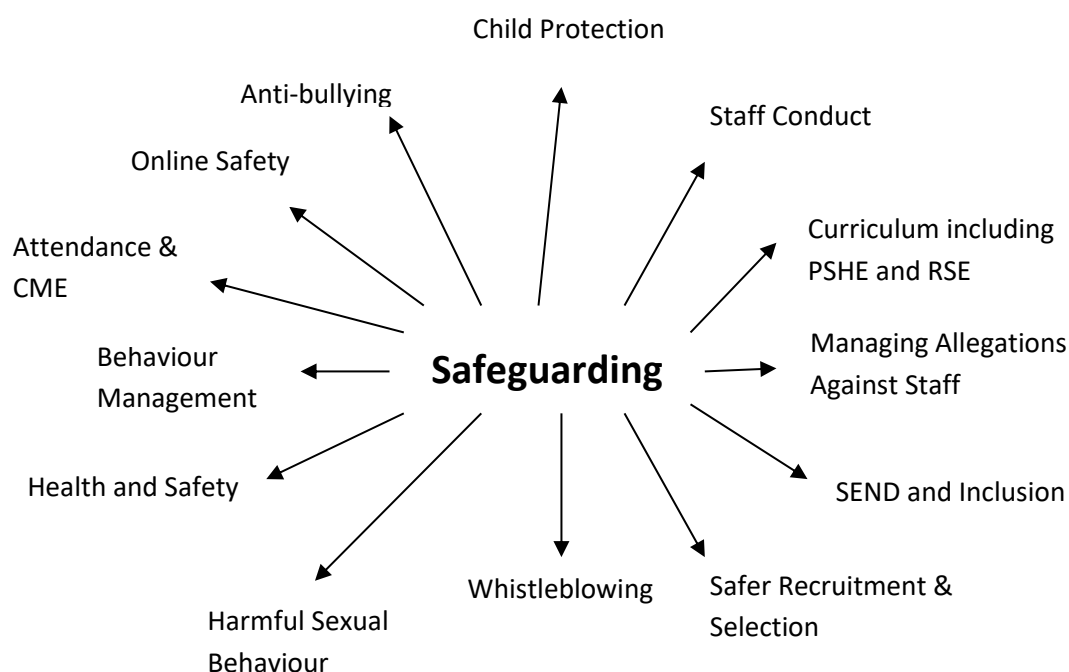 Child Protection
Anti-bullying
Staff Conduct
Online Safety
Curriculum including
PSHE and RSE
Attendance &
CME
Managing Allegations
Against Staff
Behaviour
Management
Safeguarding
Health and Safety
SEND and Inclusion
Whistleblowing
Safer Recruitment &
Selection
Harmful Sexual
Behaviour